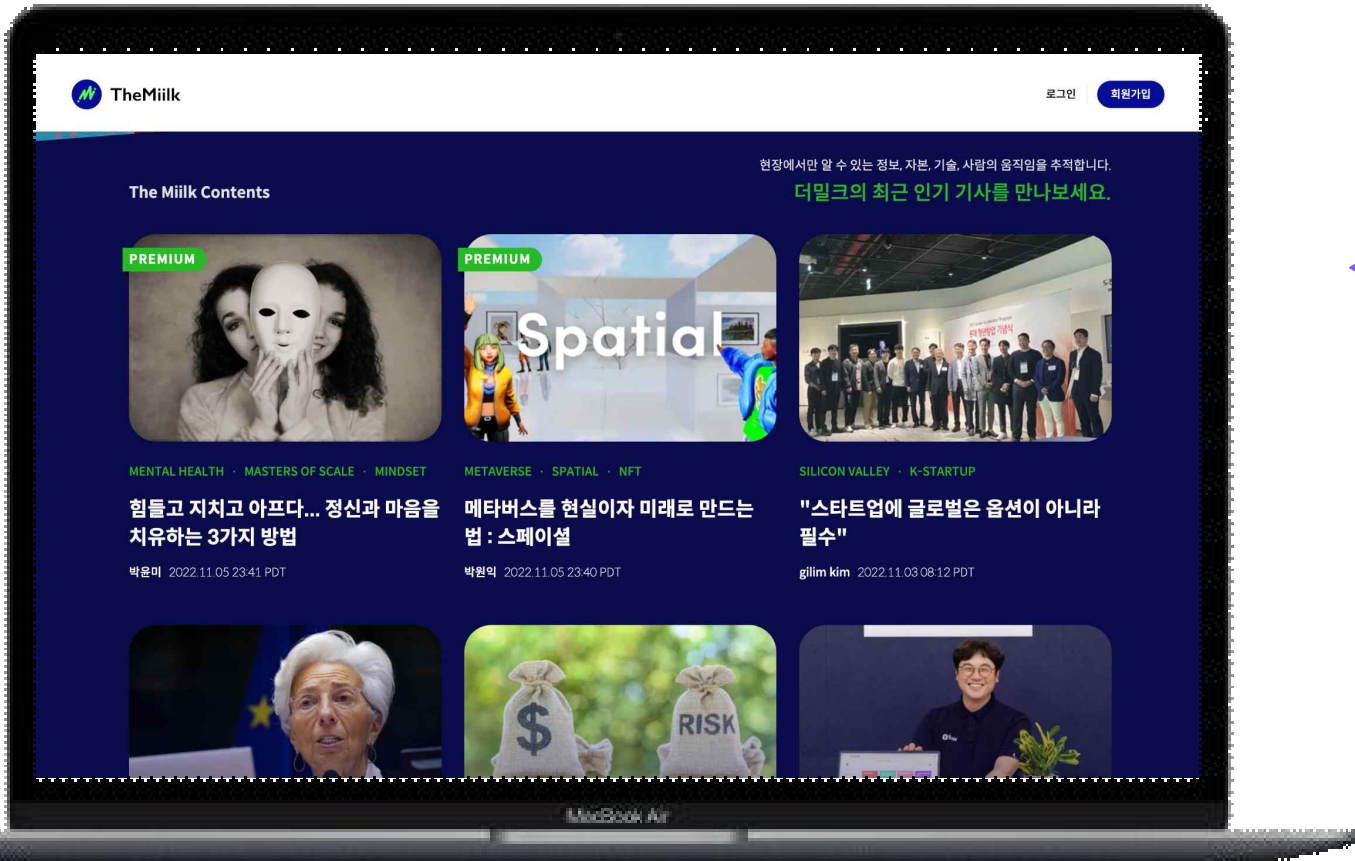 TheMiilk
로그인
회원가입
현장에서만 알 수 있는 정보, 자본, 기술, 사람의 움직임을 추적합니다.
The Miilk Contents
더밀크의 최근 인기 기사를 만나보세요.
PREMIUM
PREMIUM
Spatial
MENTAL HEALTH · MASTERS OF SCALE · MINDSET
힘들고 지치고 아프다... 정신과 마음을
치유하는 3가지 방법
박윤미 2022.11.05 23:41 PDT
METAVERSE · SPATIAL · NFT
메타버스를 현실이자 미래로 만드는
법 : 스페이셜
박원익 2022.11.05 23:40 PDT
SILICON VALLEY · K-STARTUP
"스타트업에 글로벌은 옵션이 아니라
필수"
gilim kim 2022.11.03 08:12 PDT
$
RISK
MacBook Air